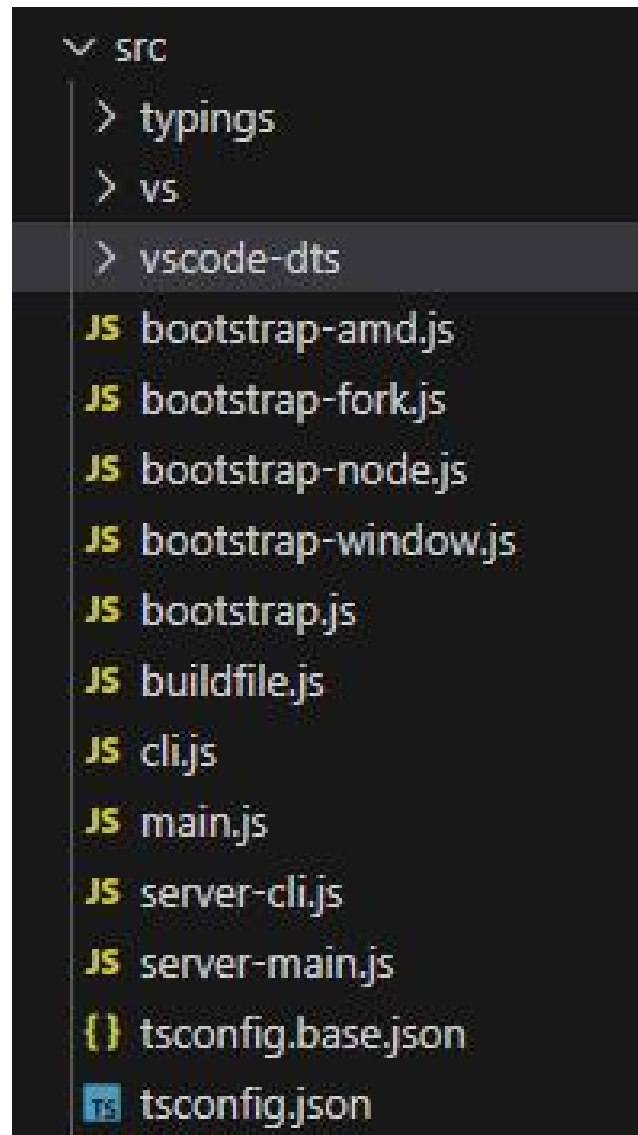 src
typings
vs
vscode-dts
JS bootstrap-amd.js
JS bootstrap-fork.js
JS bootstrap-node.js
JS bootstrap-window.js
JS bootstrap.js
JS buildfile.js
JS cli.js
JS main.js
JS server-cli.js
JS server-main.js
{} tsconfig.base.json
TS tsconfig.json